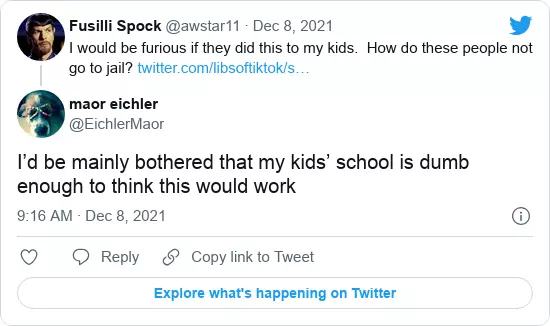 Fusilli Spock @awstar11 · Dec 8, 2021
I would be furious if they did this to my kids.  How do these people not
go to jail? twitter.com/libsoftiktok/s…
maor eichler
@EichlerMaor
I’d be mainly bothered that my kids’ school is dumb
enough to think this would work
9:16 AM · Dec 8, 2021
Reply Copy link to Tweet
Explore what's happening on Twitter